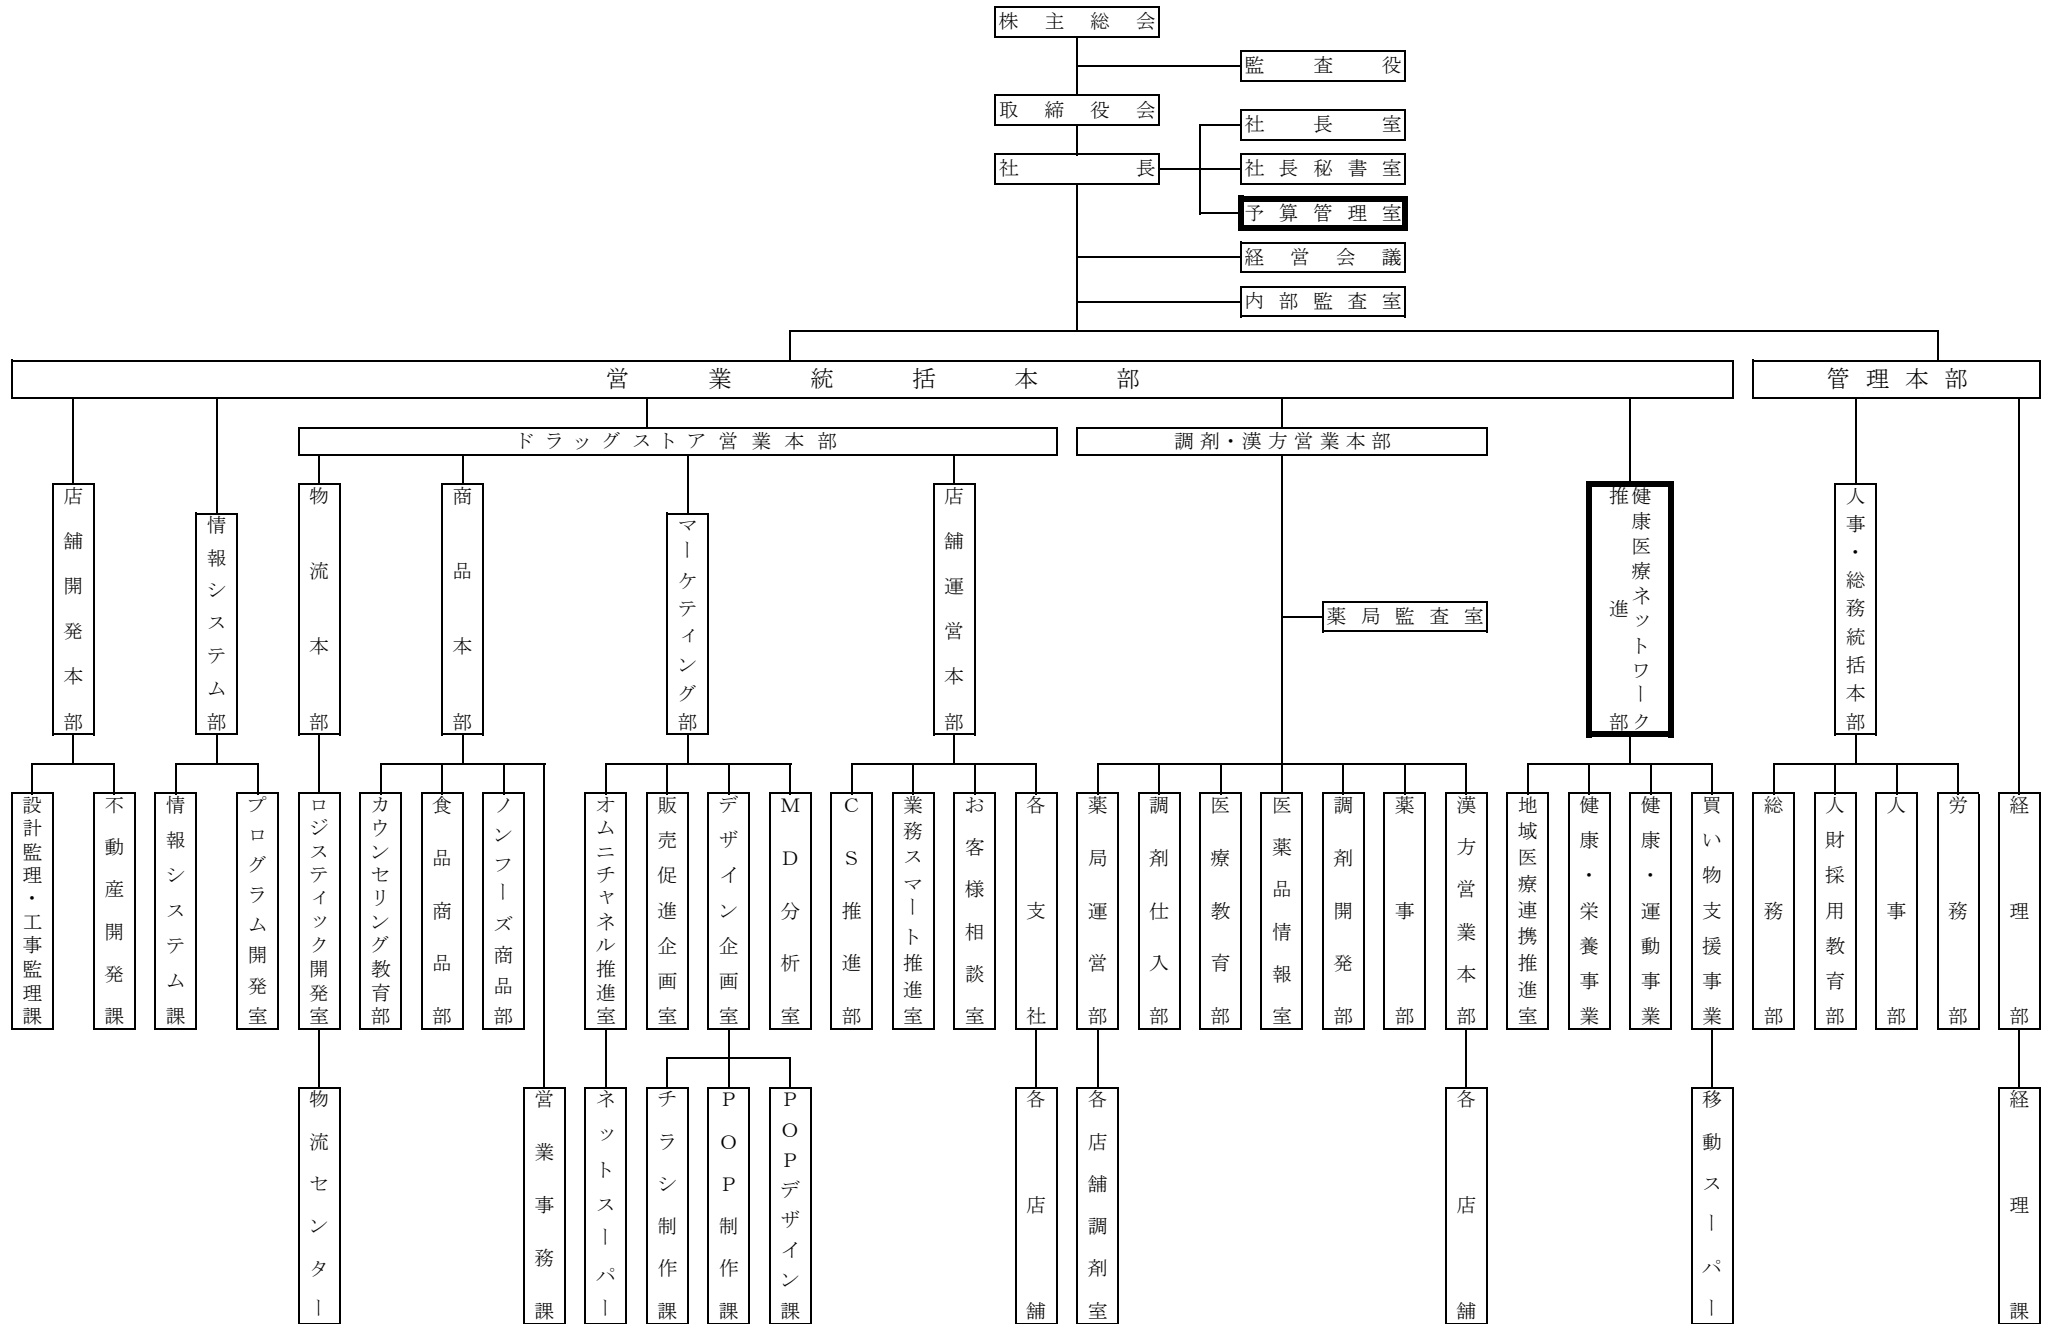 株主総会
監査役
取締役会
社長室
社長
社長秘書室
予算管理室
経営会議
内部監査室
営業統括本部
管理本部
ドラッグストア営業本部
調剤・漢方営業本部
店舗開発本部
情報システム部
物流本部
商品本部
マーケティング部
店舗運営本部
薬局監査室
健康医療ネットワーク
推進部
人事・総務統括本部
設計監理・工事監理課
不動産開発課
情報システム課
プログラム開発室
ロジスティック開発室
カウンセリング教育部
食品商品部
ノンフーズ商品部
オムニチャネル推進室
販売促進企画室
デザイン企画室
MD分析室
CS推進部
業務スマート推進室
お客様相談室
各支社
薬局運営部
調剤仕入部
医療教育部
医薬品情報室
調剤開発部
薬事部
漢方営業本部
地域医療連携推進室
健康・栄養事業
健康・運動事業
買い物支援事業
総務部
人財採用教育部
人事部
労務部
経理部
物流センター
営業事務課
ネットスーパー
チラシ制作課
POP制作課
POPデザイン課
各店舗
各店舗調剤室
各店舗
移動スーパー
経理課